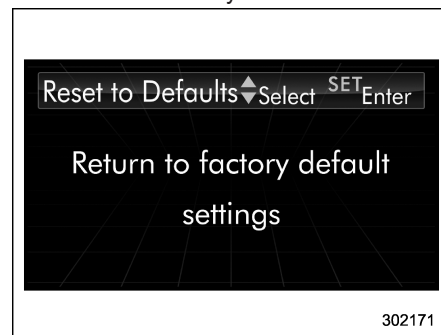 Reset to Defaults Select SET Enter
Return to factory default
settings
302171